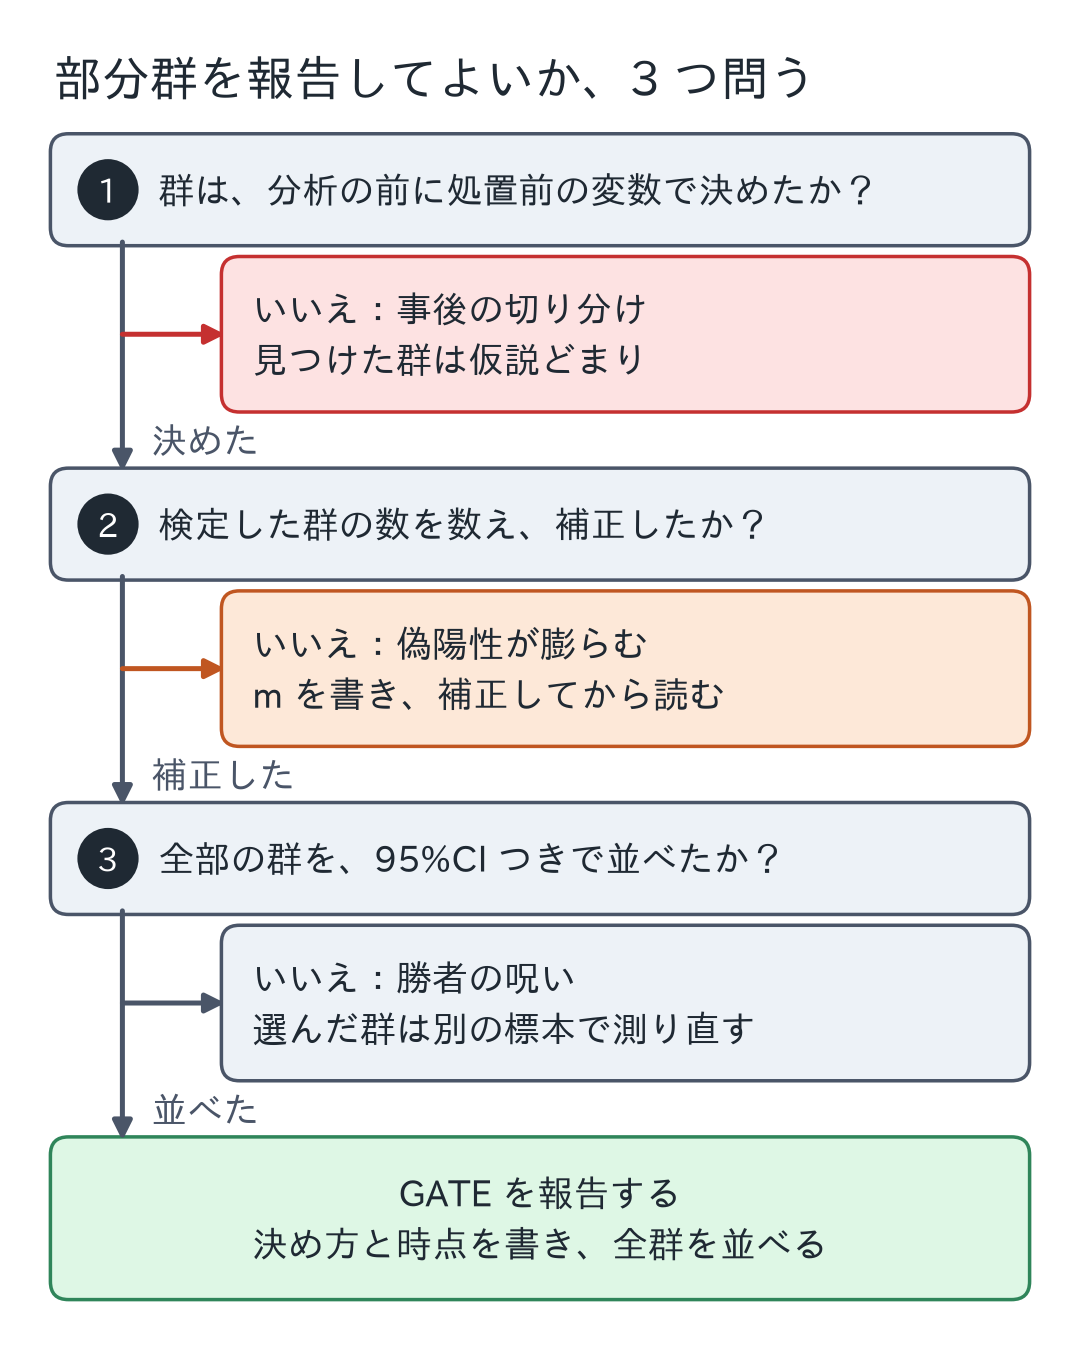 部分群を報告してよいか、3 つ問う
1 群は、分析の前に処置前の変数で決めたか？
いいえ：事後の切り分け
見つけた群は仮説どまり
決めた
2 検定した群の数を数え、補正したか？
いいえ：偽陽性が膨らむ
m を書き、補正してから読む
補正した
3 全部の群を、95%CI つきで並べたか？
いいえ：勝者の呪い
選んだ群は別の標本で測り直す
並べた
GATE を報告する
決め方と時点を書き、全群を並べる